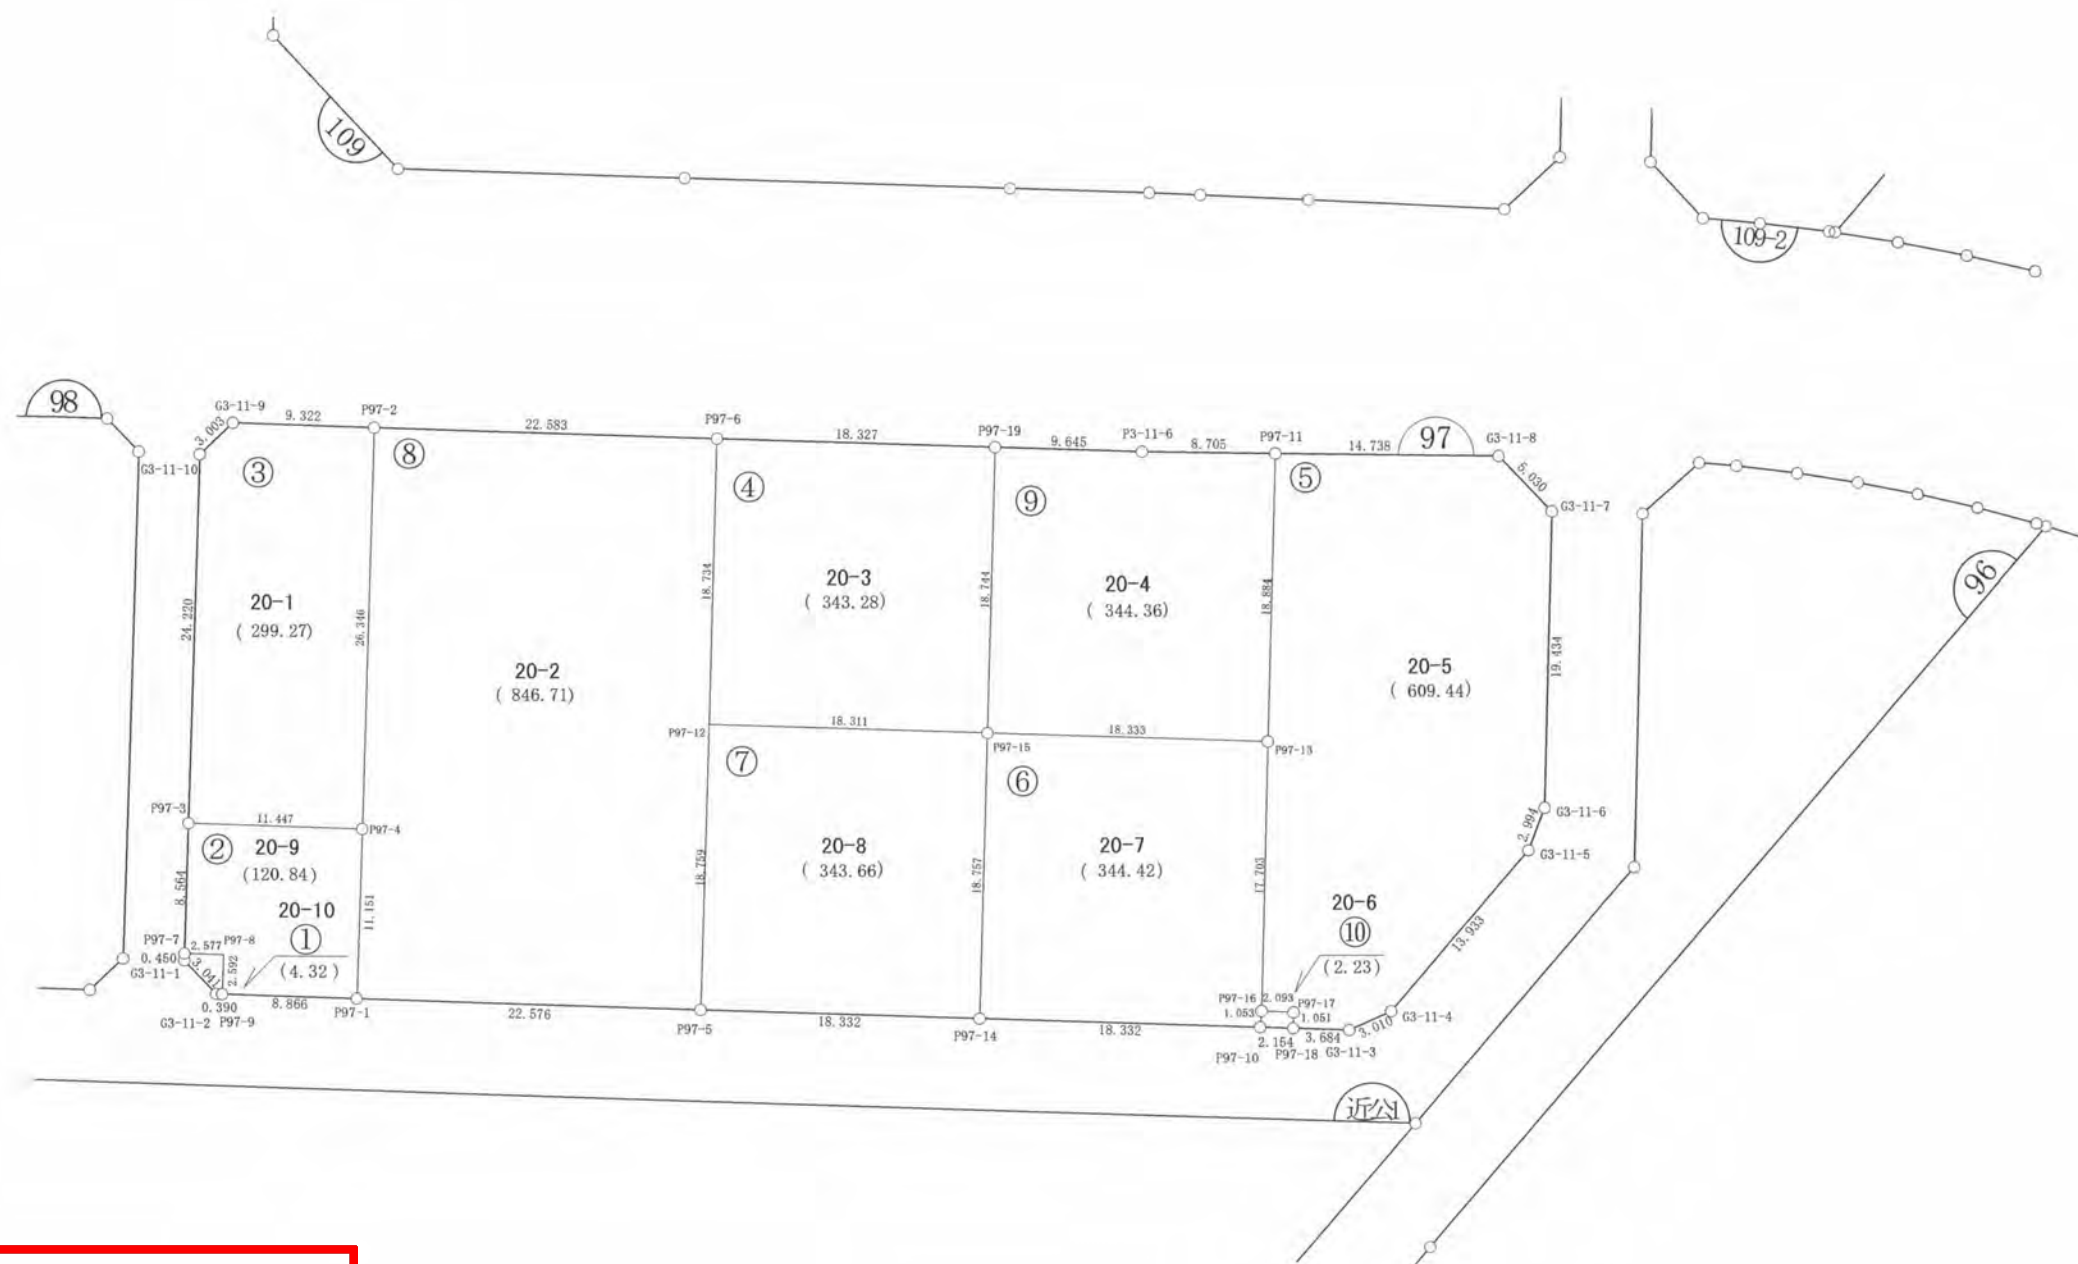 109
109-2
98
G3-11-9
9.322
P97-2
22.583
P97-6
18.327
P97-19
9.645
P3-11-6
8.705
P97-11
14.738
97
G3-11-8
3.003
5.030
G3-11-10
③
⑧
④
⑨
⑤
G3-11-7
96
24.220
20-1
( 299.27)
26.346
20-2
( 846.71)
18.734
20-3
( 343.28)
18.744
20-4
( 344.36)
18.884
20-5
( 609.44)
19.434
P97-12
18.311
P97-15
18.333
P97-13
⑦
⑥
P97-3
11.447
P97-4
G3-11-6
2.994
G3-11-5
②
20-9
(120.84)
8.564
11.151
18.759
20-8
( 343.66)
18.757
20-7
( 344.42)
17.703
20-6
⑩
(2.23)
13.933
20-10
①
(4.32)
P97-7
2.577
P97-8
0.450
G3-11-1
3.041
2.592
0.390
G3-11-2
P97-9
8.866
P97-1
22.576
P97-5
18.332
P97-14
18.332
P97-16
2.093
P97-17
1.053
1.051
2.154
3.684
3.010
G3-11-4
P97-10
P97-18
G3-11-3
近公1